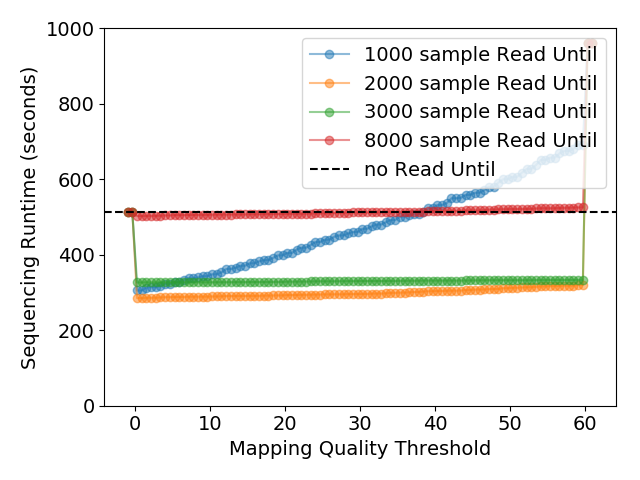 1000
800
600
400
200
0
Sequencing Runtime (seconds)
1000 sample Read Until
2000 sample Read Until
3000 sample Read Until
8000 sample Read Until
no Read Until
0 10 20 30 40 50 60
Mapping Quality Threshold